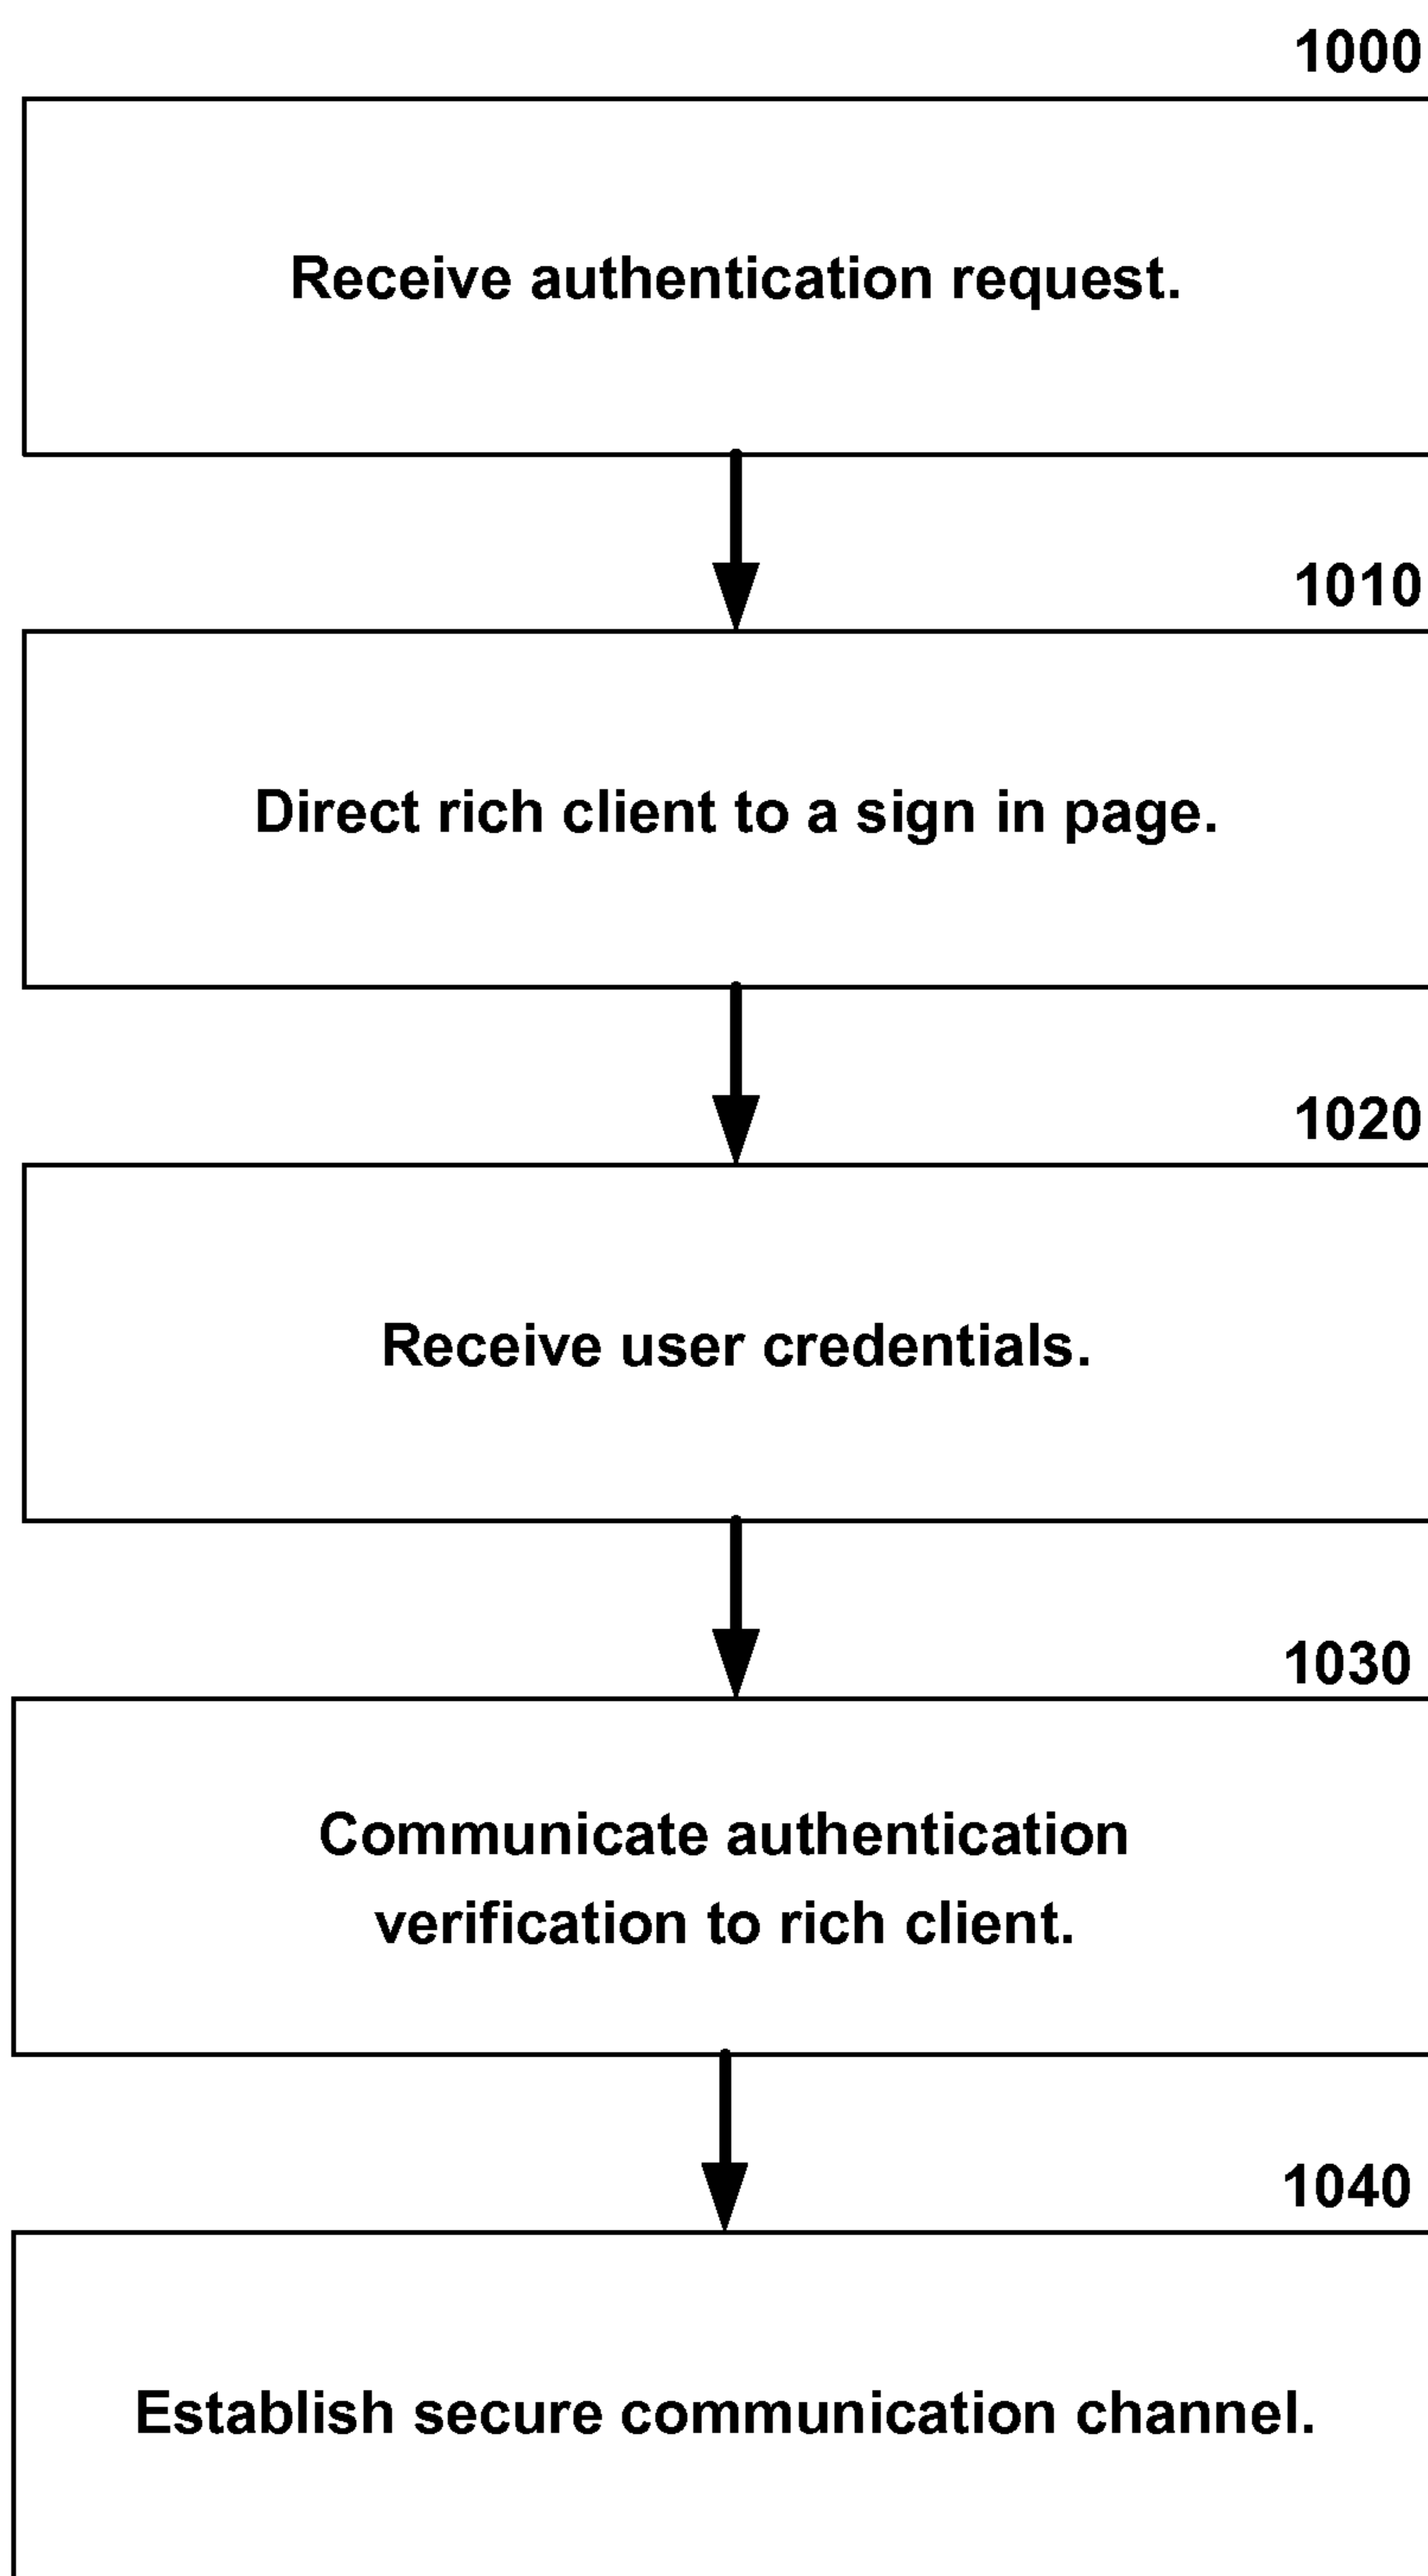 1000
Receive authentication request.
1010
Direct rich client to a sign in page.
1020
Receive user credentials.
1030
Communicate authentication
verification to rich client.
1040
Establish secure communication channel.